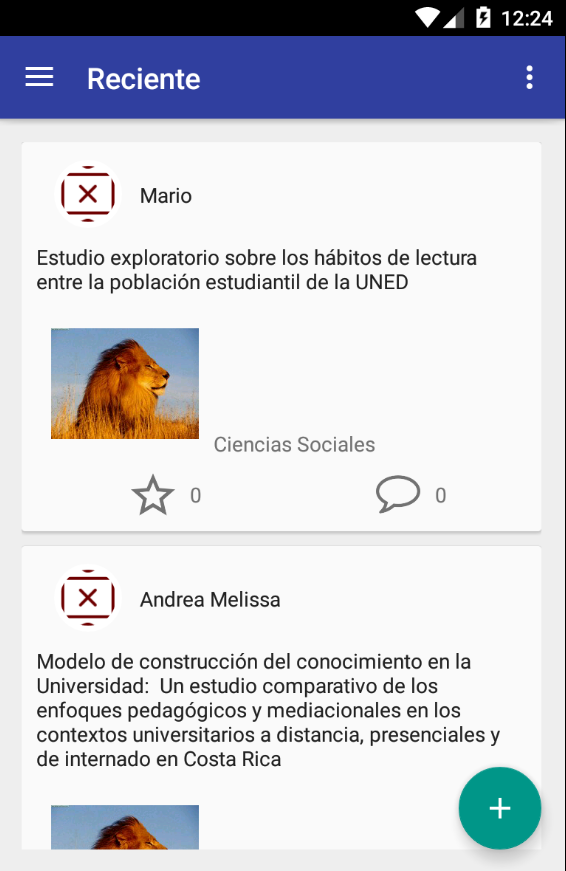 12:24
Reciente
Mario
Estudio exploratorio sobre los hábitos de lectura
entre la población estudiantil de la UNED
Ciencias Sociales
0
0
Andrea Melissa
Modelo de construcción del conocimiento en la
Universidad:  Un estudio comparativo de los
enfoques pedagógicos y mediacionales en los
contextos universitarios a distancia, presenciales y
de internado en Costa Rica